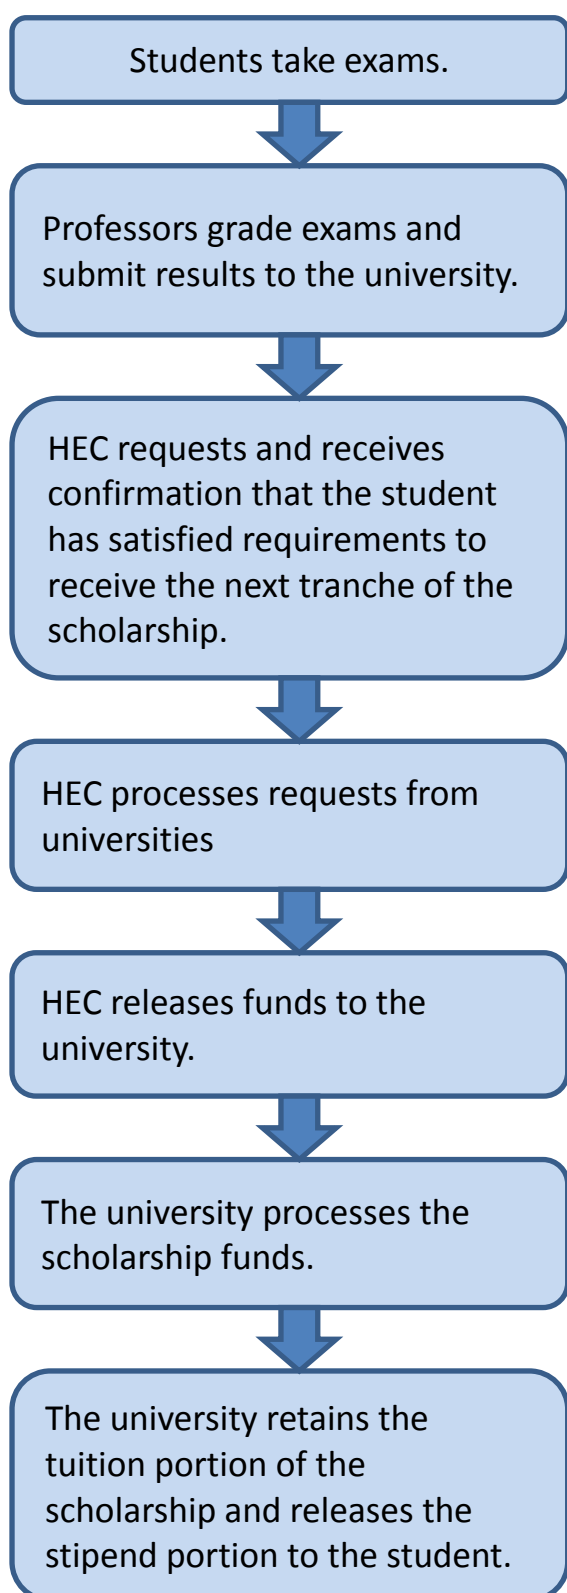 Students take exams.
Professors grade exams and
submit results to the university.
HEC requests and receives
confirmation that the student
has satisfied requirements to
receive the next tranche of the
scholarship.
HEC processes requests from
universities
HEC releases funds to the
university.
The university processes the
scholarship funds.
The university retains the
tuition portion of the
scholarship and releases the
stipend portion to the student.